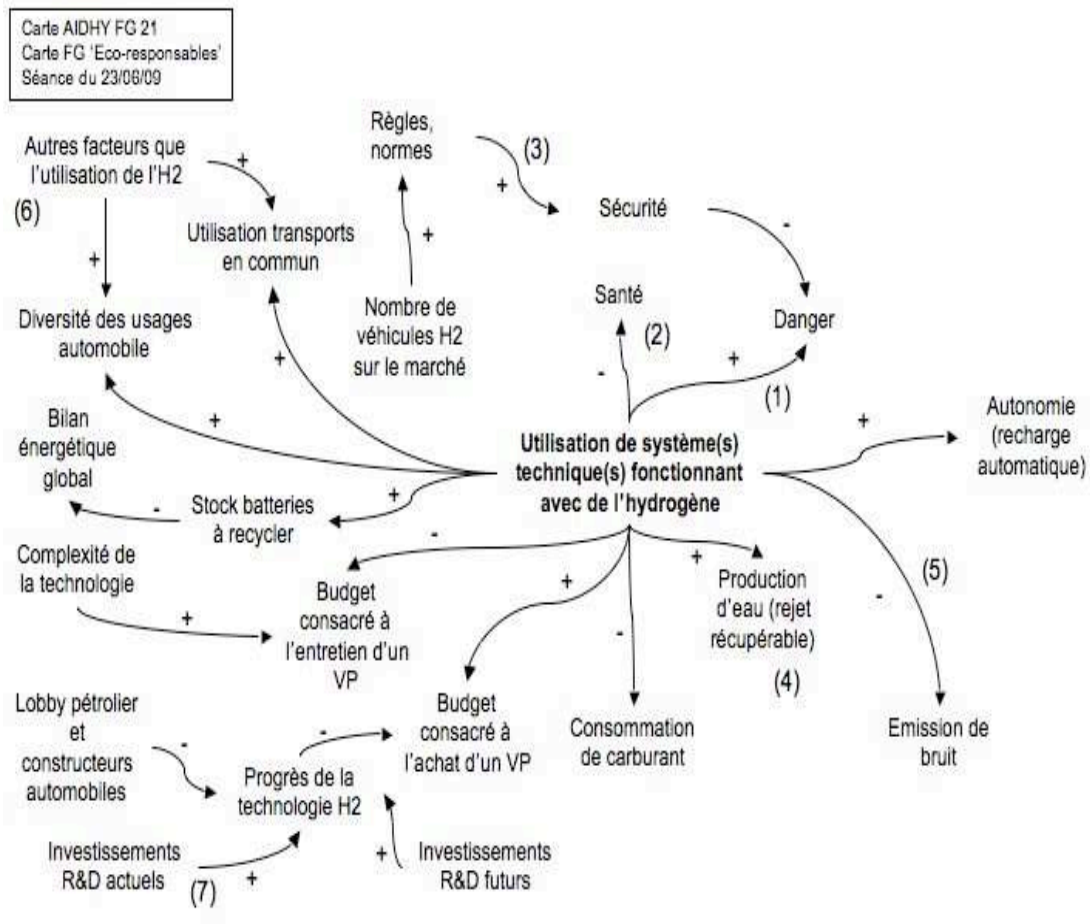 Carte AIDHY FG 21
Carte FG 'Eco-responsables'
Séance du 23/06/09
Autres facteurs que
l'utilisation de l'H2
(6)
+
+
Règles,
normes
(3)
+
Sécurité
-
Utilisation transports
en commun
+
+
Santé
(2)
-
Danger
+
(1)
Nombre de
véhicules H2
sur le marché
Diversité des usages
automobile
+
+
Autonomie
(recharge
automatique)
+
Bilan
énergétique
global
-
Stock batteries
à recycler
+
Utilisation de système(s)
technique(s) fonctionnant
avec de l'hydrogène
Complexité de
la technologie
+
-
Budget
consacré à
l'entretien d'un
VP
+
-
+
Production
d'eau (rejet
récupérable)
(4)
(5)
-
Lobby pétrolier
et
constructeurs
automobiles
-
Budget
consacré à
l'achat d'un VP
-
Consommation
de carburant
Emission de
bruit
Progrès de la
technologie H2
Investissements
R&D actuels
(7)
+
+
Investissements
R&D futurs